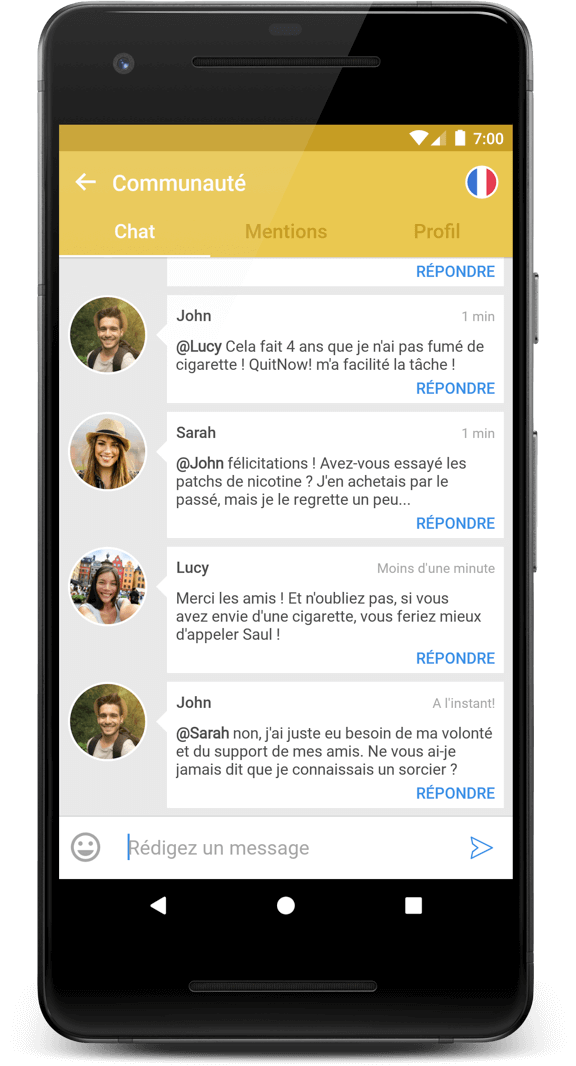 7:00
Communauté
Chat Mentions Profil
RÉPONDRE
John 1 min
@Lucy Cela fait 4 ans que je n'ai pas fumé de
cigarette ! QuitNow! m'a facilité la tâche !
RÉPONDRE
Sarah 1 min
@John félicitations ! Avez-vous essayé les
patchs de nicotine ? J'en achetais par le
passé, mais je le regrette un peu...
RÉPONDRE
Lucy Moins d'une minute
Merci les amis ! Et n'oubliez pas, si vous
avez envie d'une cigarette, vous feriez mieux
d'appeler Saul !
RÉPONDRE
John A l'instant!
@Sarah non, j'ai juste eu besoin de ma volonté
et du support de mes amis. Ne vous ai-je
jamais dit que je connaissais un sorcier ?
RÉPONDRE
Rédigez un message